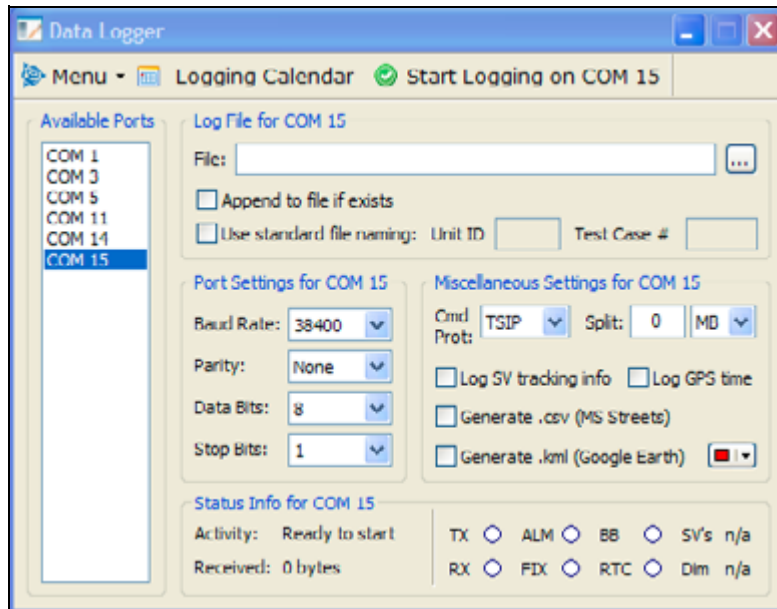 Data Logger
Menu Logging Calendar Start Logging on COM 15
Available Ports
COM 1
COM 3
COM 5
COM 11
COM 14
COM 15
Log File for COM 15
File: ...
Append to file if exists
Use standard file naming: Unit ID Test Case #
Port Settings for COM 15
Baud Rate: 38400
Parity: None
Data Bits: 8
Stop Bits: 1
Miscellaneous Settings for COM 15
Cmd Prot: TSIP Split: 0 MB
Log SV tracking info Log GPS time
Generate .csv (MS Streets)
Generate .kml (Google Earth)
Status Info for COM 15
Activity: Ready to start
Received: 0 bytes
TX ALM BB SV's n/a
RX FIX RTC Dim n/a